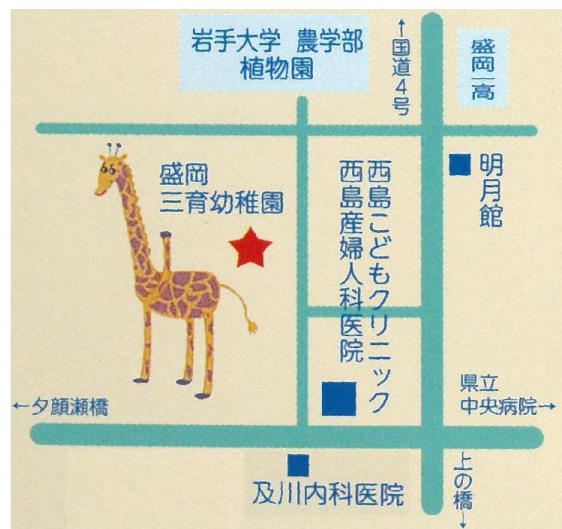 岩手大学 農学部
植物園
↑国道4号
盛岡一高
盛岡
三育幼稚園
西島こどもクリニック
西島産婦人科医院
明月館
←夕顔瀬橋
県立
中央病院→
及川内科医院
上の橋→